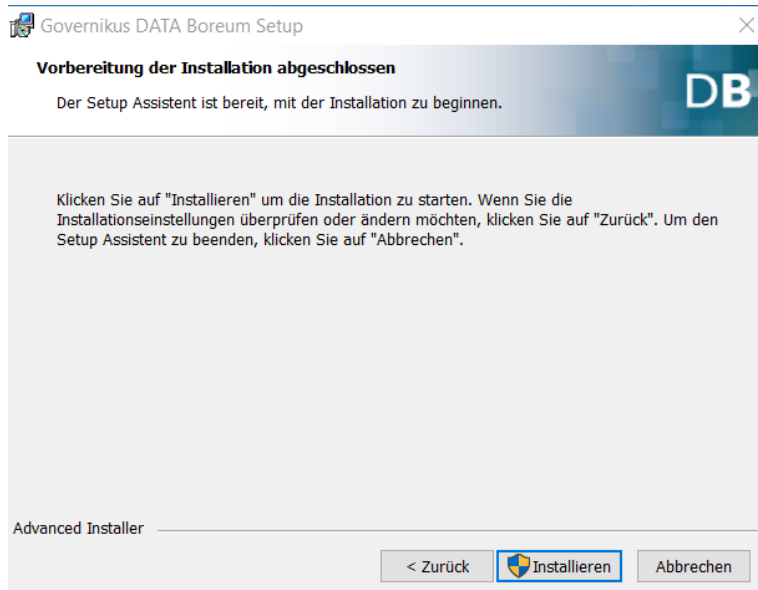 Governikus DATA Boreum Setup
Vorbereitung der Installation abgeschlossen
Der Setup Assistent ist bereit, mit der Installation zu beginnen.
DB
Klicken Sie auf "Installieren" um die Installation zu starten. Wenn Sie die
Installationseinstellungen überprüfen oder ändern möchten, klicken Sie auf "Zurück". Um den
Setup Assistent zu beenden, klicken Sie auf "Abbrechen".
Advanced Installer
< Zurück
Installieren
Abbrechen